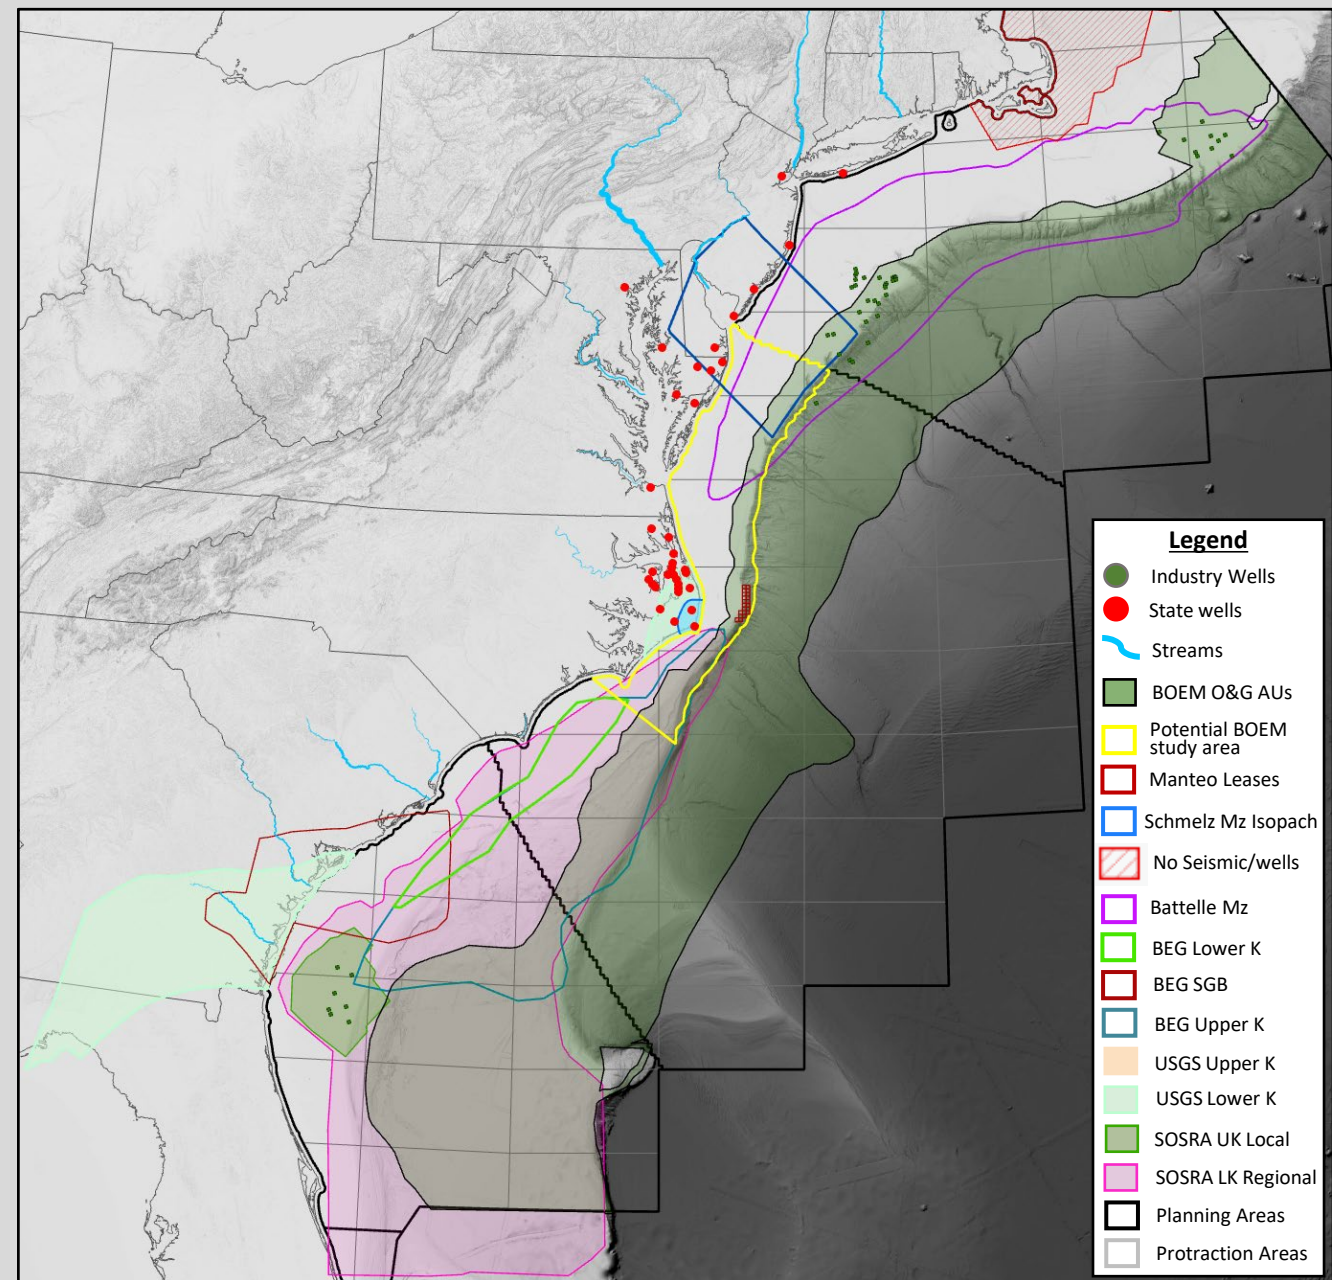 Legend
Industry Wells
State wells
Streams
BOEM O&G AUs
Potential BOEM
study area
Manteo Leases
Schmelz Mz Isopach
No Seismic/wells
Battelle Mz
BEG Lower K
BEG SGB
BEG Upper K
USGS Upper K
USGS Lower K
SOSRA UK Local
SOSRA LK Regional
Planning Areas
Protraction Areas